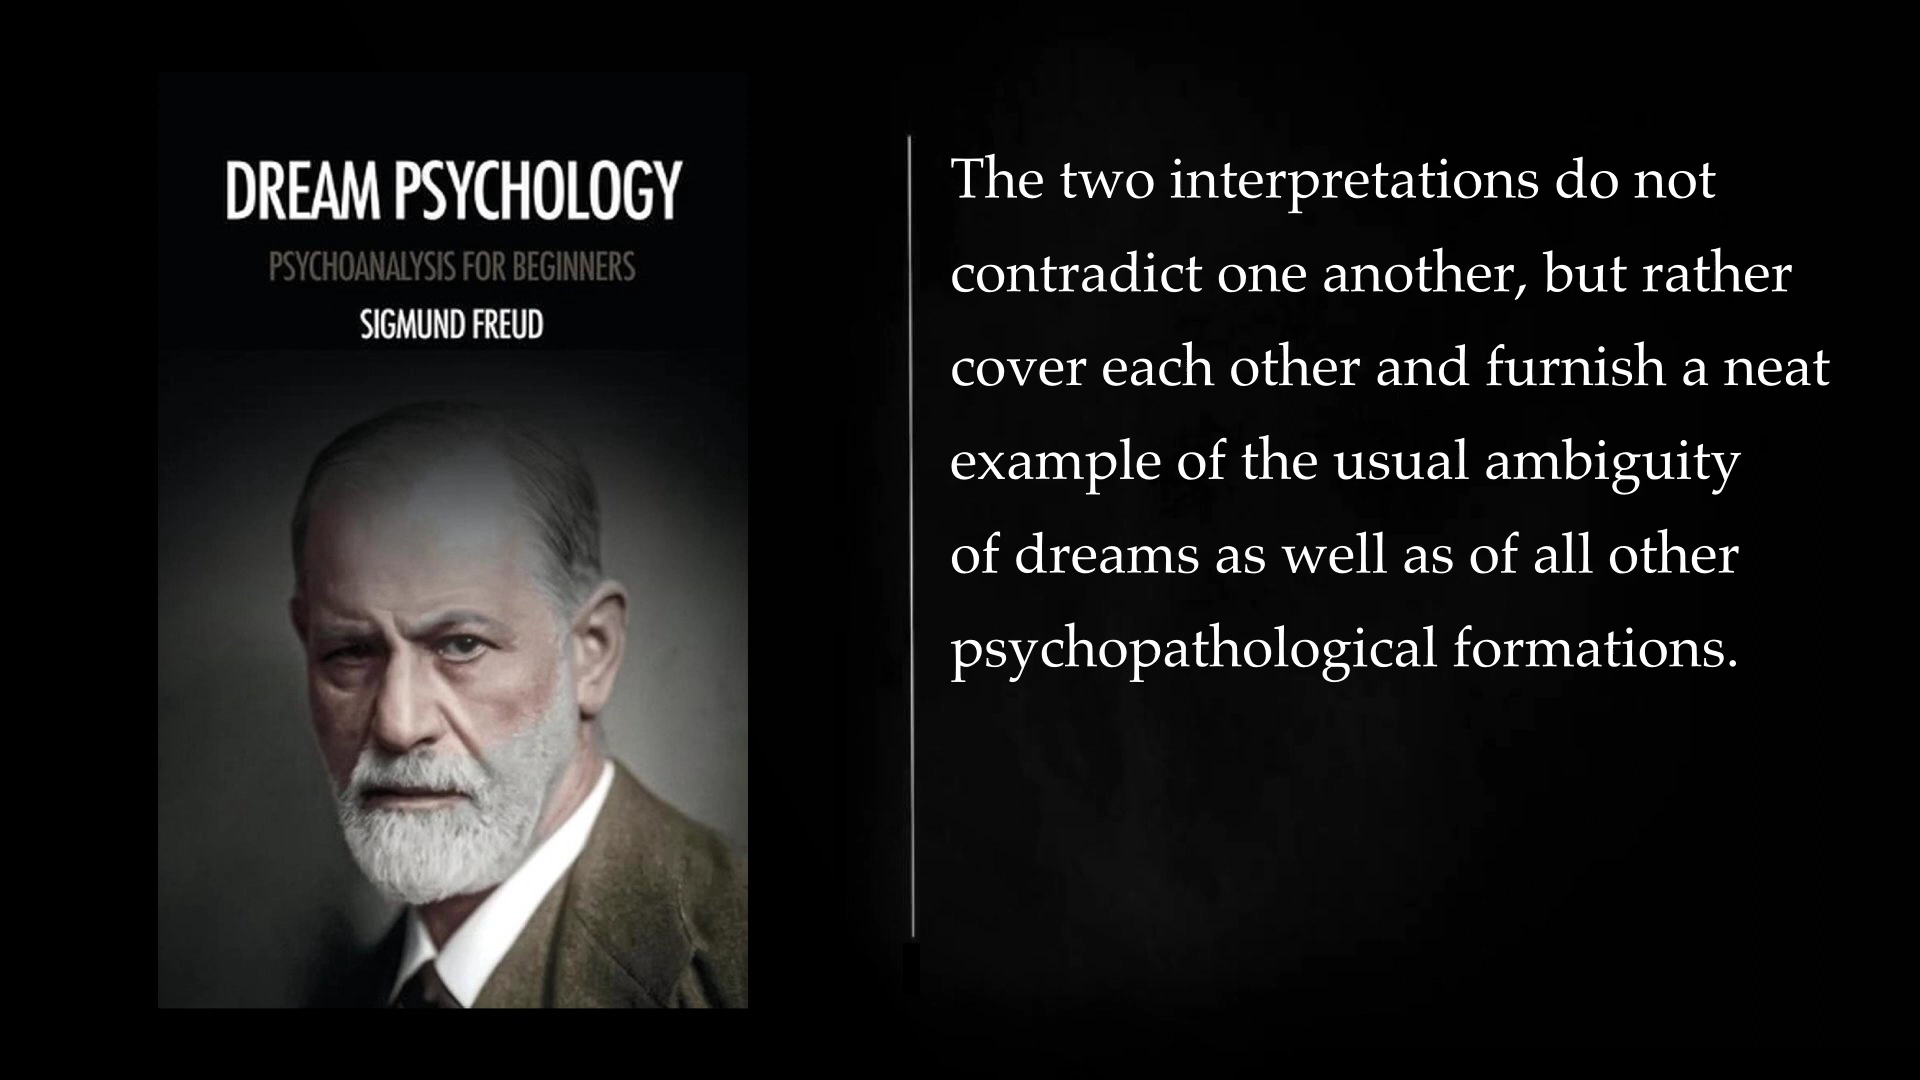 DREAM PSYCHOLOGY
PSYCHOANALYSIS FOR BEGINNERS
SIGMUND FREUD
The two interpretations do not
contradict one another, but rather
cover each other and furnish a neat
example of the usual ambiguity
of dreams as well as of all other
psychopathological formations.